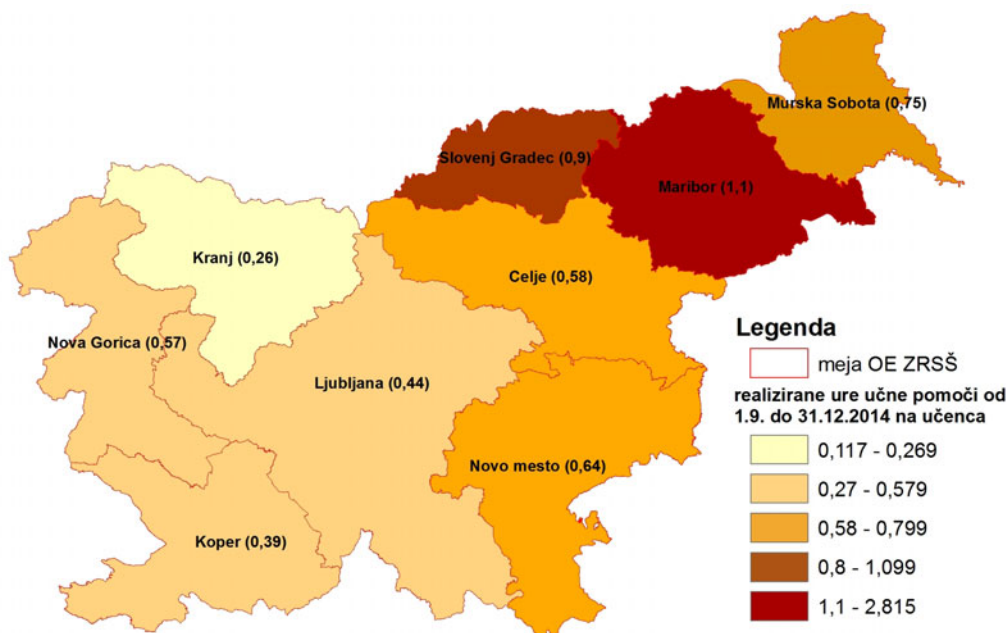 Murska Sobota (0,75)
Slovenj Gradec (0,9)
Maribor (1,1)
Kranj (0,26)
Celje (0,58)
Nova Gorica (0,57)
Ljubljana (0,44)
Novo mesto (0,64)
Koper (0,39)
Legenda
meja OE ZRSŠ
realizirane ure učne pomoči od
1.9. do 31.12.2014 na učenca
0,117 - 0,269
0,27 - 0,579
0,58 - 0,799
0,8 - 1,099
1,1 - 2,815